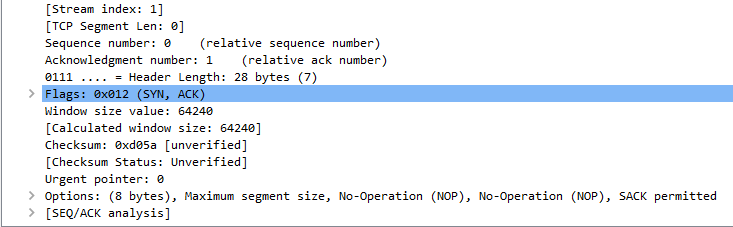 [Stream index: 1]
[TCP Segment Len: 0]
Sequence number: 0    (relative sequence number)
Acknowledgment number: 1    (relative ack number)
0111 .... = Header Length: 28 bytes (7)
Flags: 0x012 (SYN, ACK)
Window size value: 64240
[Calculated window size: 64240]
Checksum: 0xd05a [unverified]
[Checksum Status: Unverified]
Urgent pointer: 0
Options: (8 bytes), Maximum segment size, No-Operation (NOP), No-Operation (NOP), SACK permitted
[SEQ/ACK analysis]